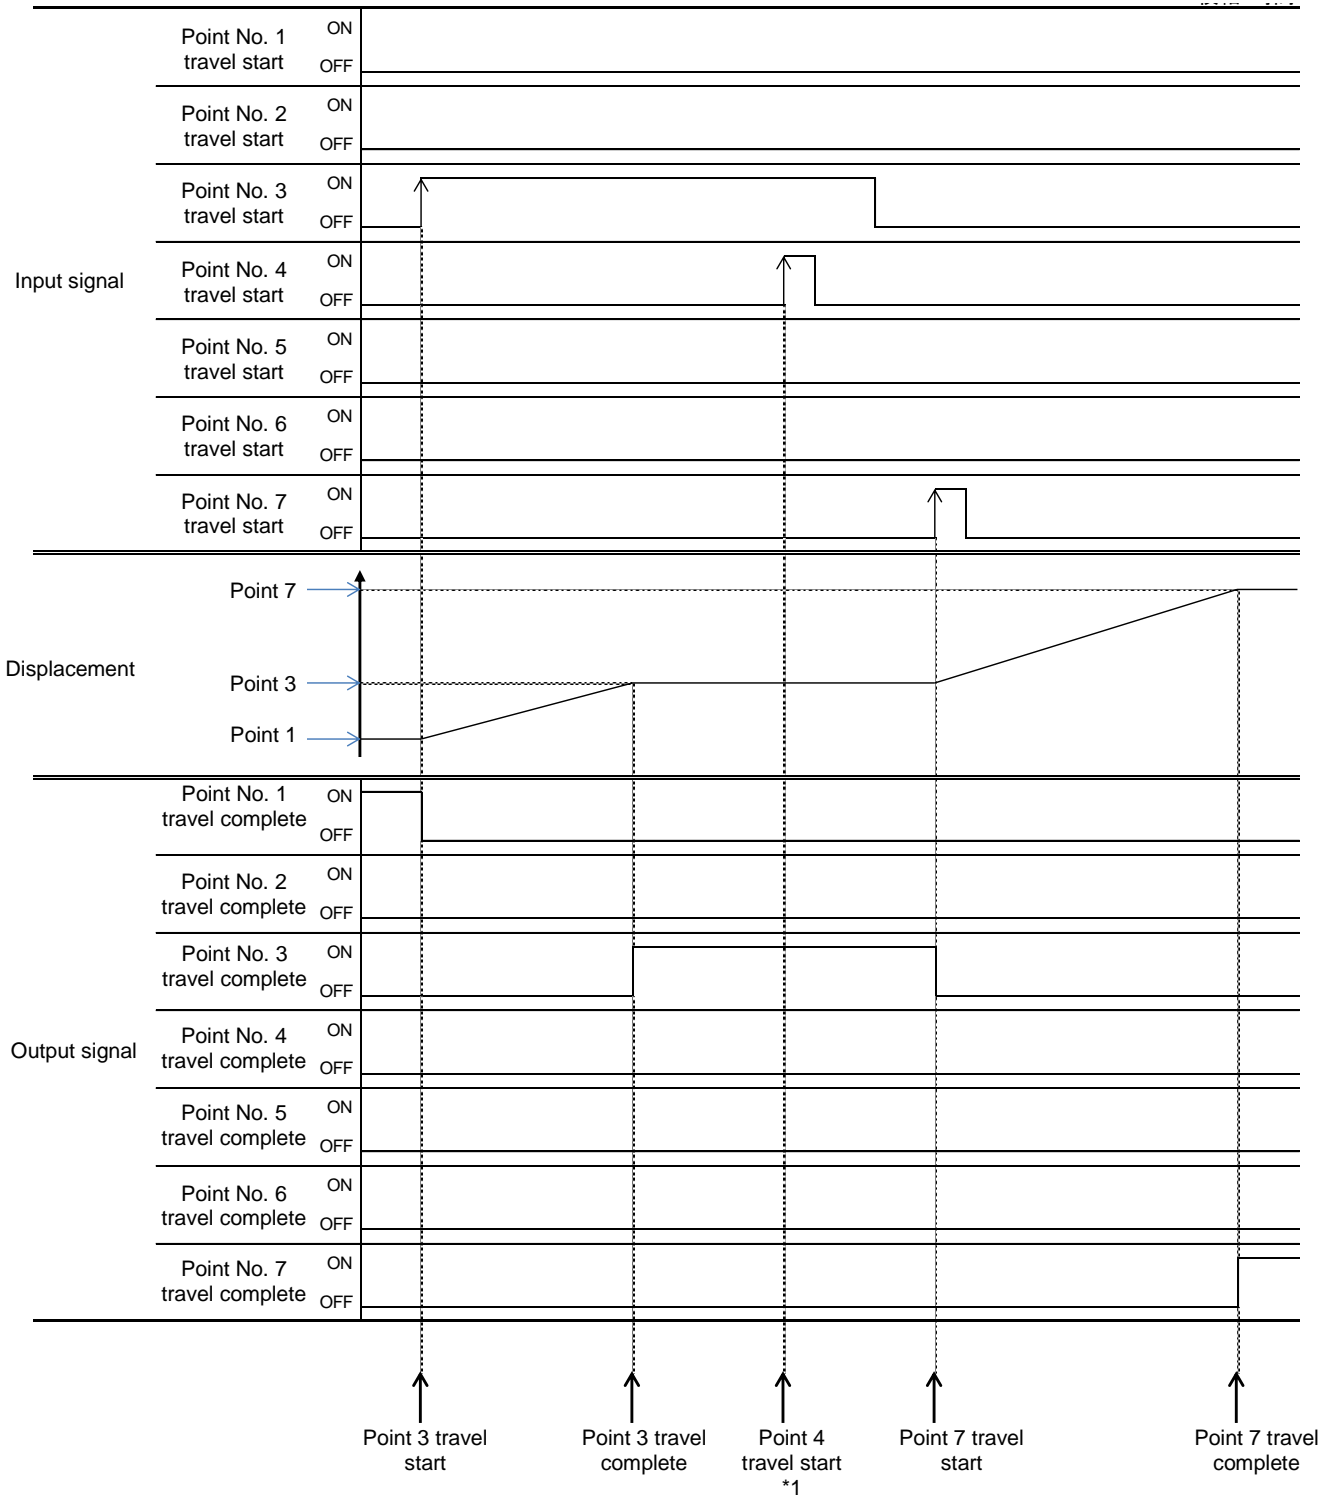 Point No. 1
travel start
ON
OFF
Point No. 2
travel start
ON
OFF
Point No. 3
travel start
ON
OFF
Input signal
Point No. 4
travel start
ON
OFF
Point No. 5
travel start
ON
OFF
Point No. 6
travel start
ON
OFF
Point No. 7
travel start
ON
OFF
Displacement
Point 7
Point 3
Point 1
Point No. 1
travel complete
ON
OFF
Point No. 2
travel complete
ON
OFF
Point No. 3
travel complete
ON
OFF
Output signal
Point No. 4
travel complete
ON
OFF
Point No. 5
travel complete
ON
OFF
Point No. 6
travel complete
ON
OFF
Point No. 7
travel complete
ON
OFF
Point 3 travel
start
Point 3 travel
complete
Point 4
travel start
*1
Point 7 travel
start
Point 7 travel
complete